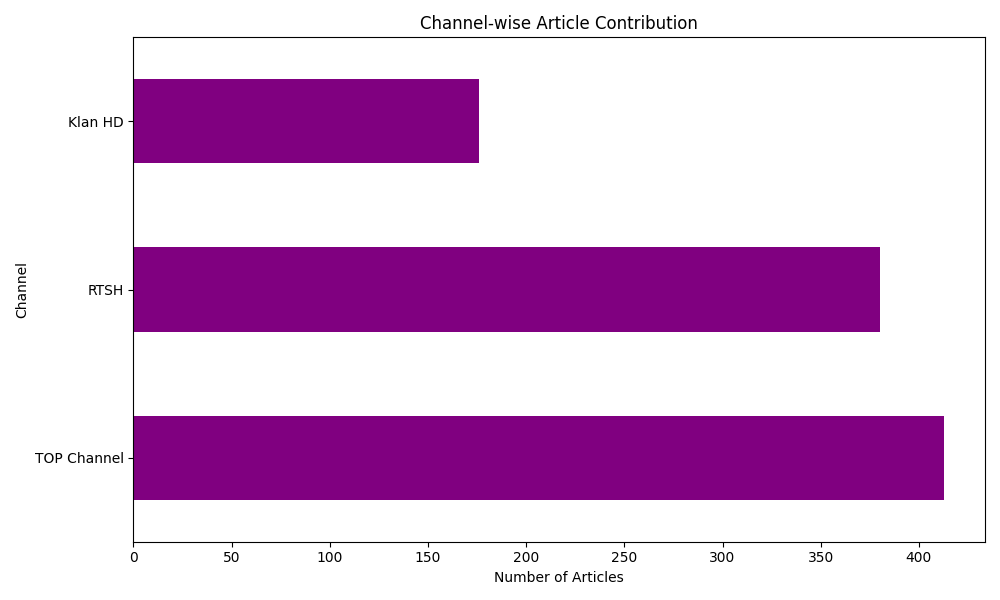 Channel-wise Article Contribution
Klan HD
RTSH
TOP Channel
Channel
0 50 100 150 200 250 300 350 400
Number of Articles